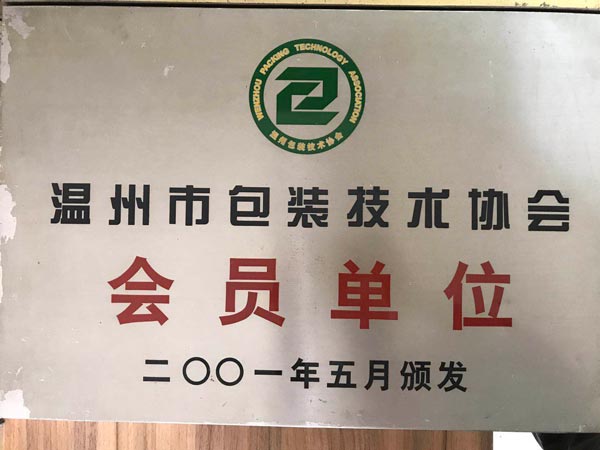 WENZHOU PACKING TECHNOLOGY ASSOCIATION
温州包装技术协会
温州市包装技术协会
会员单位
二〇〇一年五月颁发